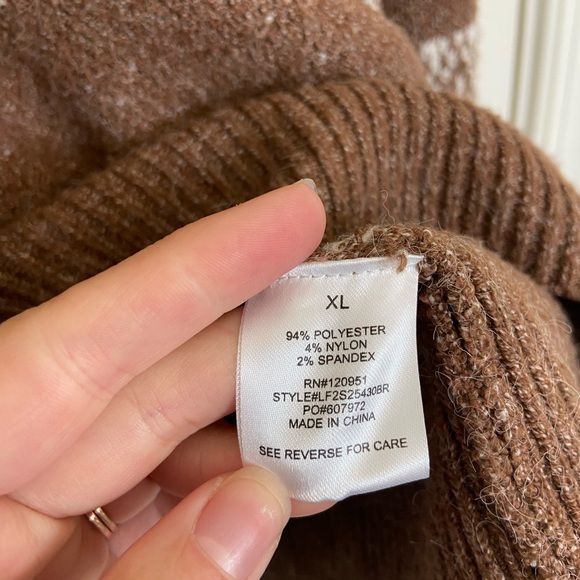 XL
94% POLYESTER
4% NYLON
2% SPANDEX
RN#120951
STYLE#LF2S25430BR
PO#607972
MADE IN CHINA
SEE REVERSE FOR CARE